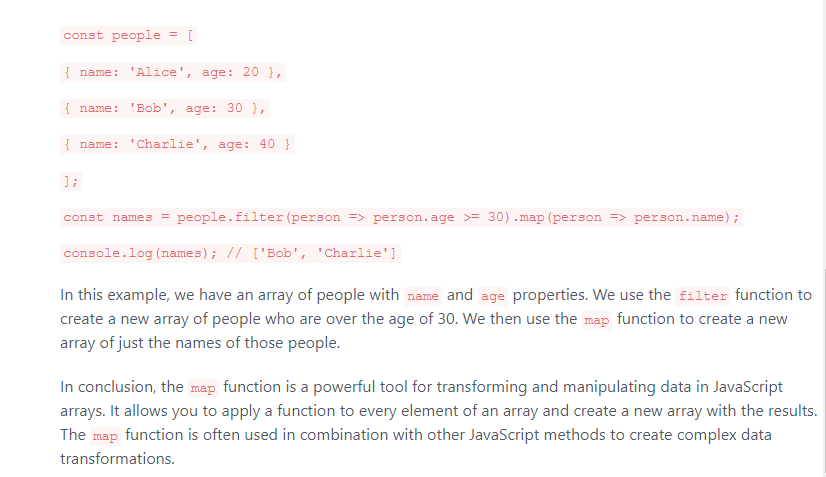 const people = [
{ name: 'Alice', age: 20 },
{ name: 'Bob', age: 30 },
{ name: 'Charlie', age: 40 }
];
const names = people.filter(person => person.age >= 30).map(person => person.name);
console.log(names); // ['Bob', 'Charlie']
In this example, we have an array of people with name and age properties. We use the filter function to
create a new array of people who are over the age of 30. We then use the map function to create a new
array of just the names of those people.
In conclusion, the map function is a powerful tool for transforming and manipulating data in JavaScript
arrays. It allows you to apply a function to every element of an array and create a new array with the results.
The map function is often used in combination with other JavaScript methods to create complex data
transformations.